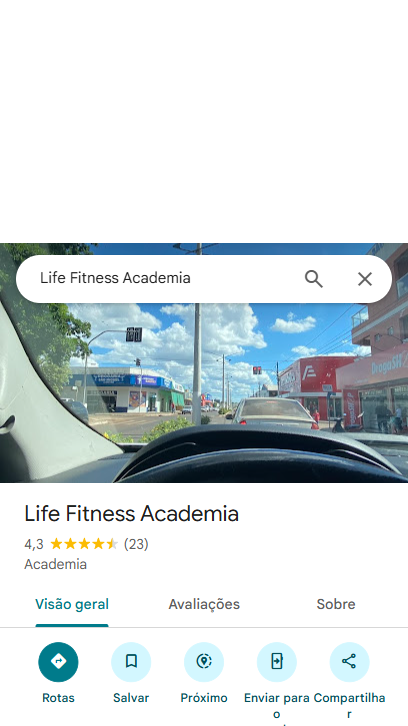 Life Fitness Academia
DrogaSH
Life Fitness Academia
4,3 (23)
Academia
Visão geral Avaliações Sobre
Rotas Salvar Próximo Enviar para o Compartilhar